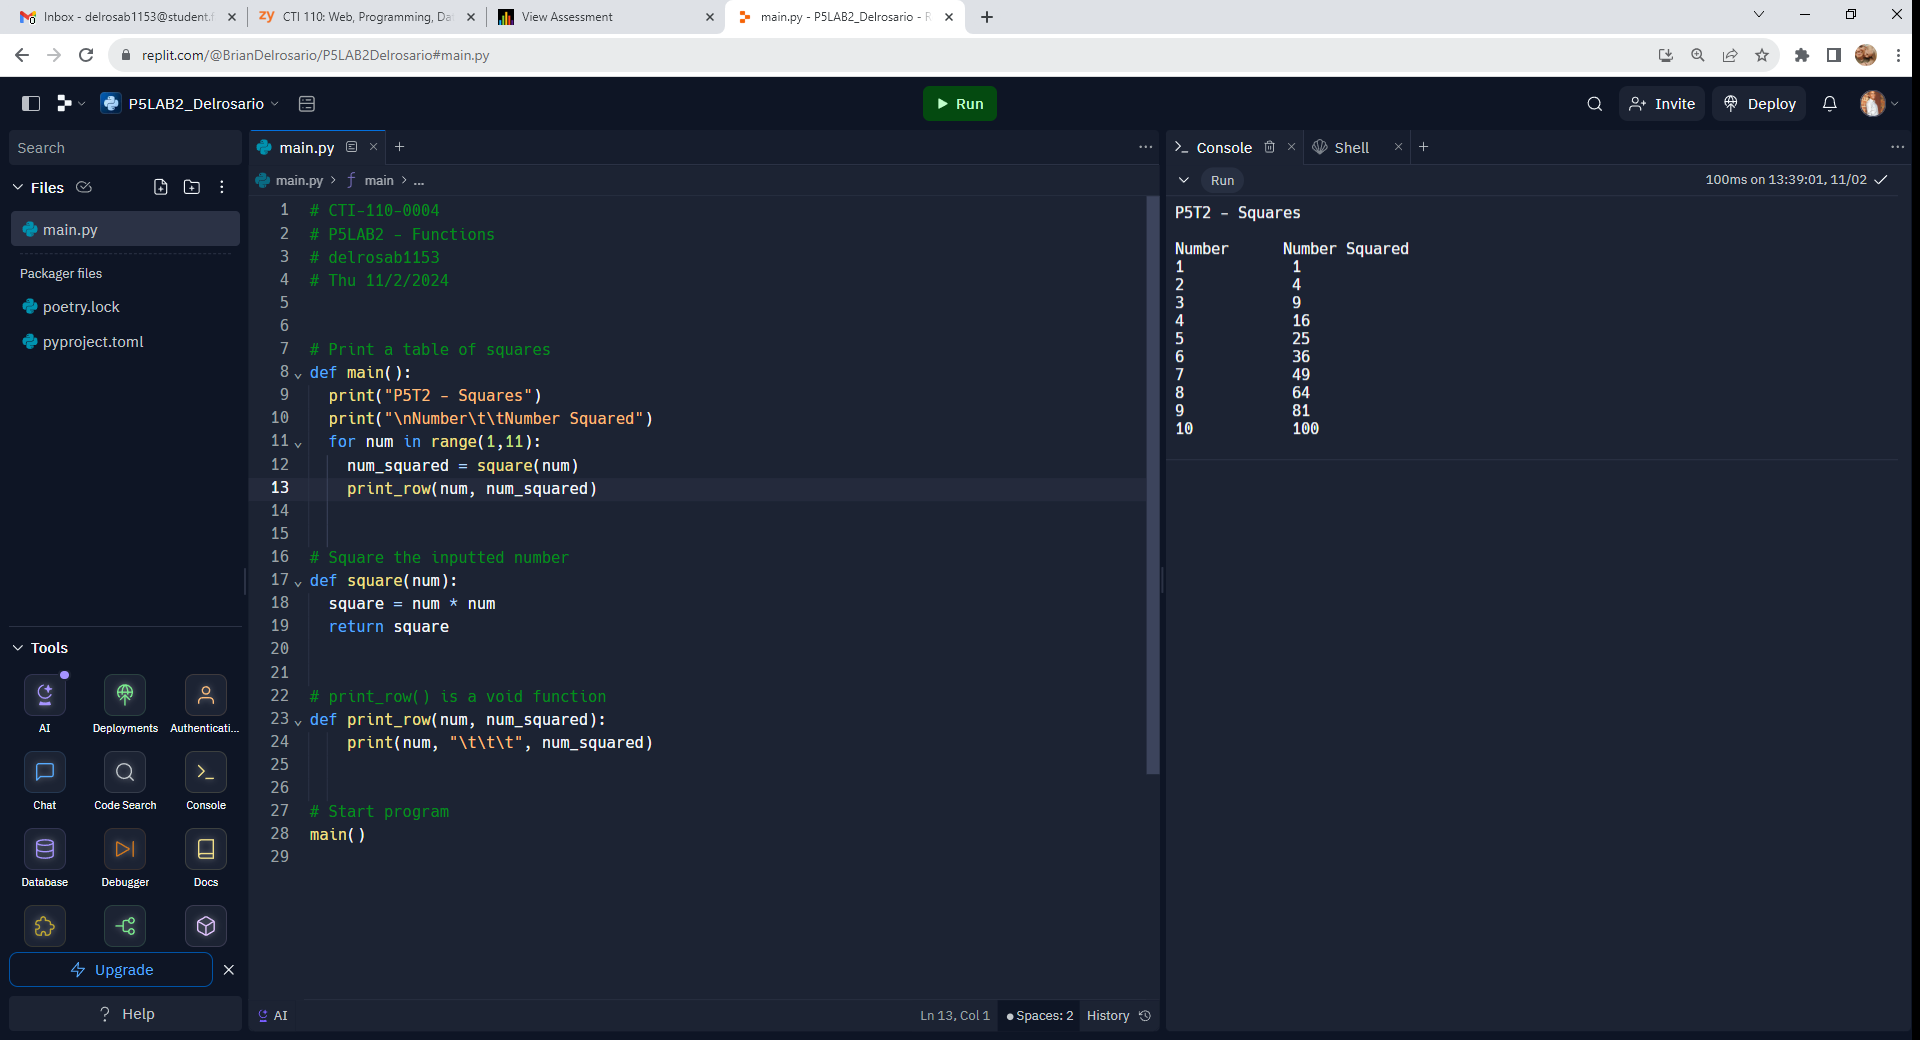 Inbox - delrosab1153@student.f
CTI 110: Web, Programming, Dat
View Assessment
main.py - P5LAB2_Delrosario - R
replit.com/@BrianDelrosario/P5LAB2Delrosario#main.py
P5LAB2_Delrosario
Run
Invite
Deploy
Search
Files
main.py
Packager files
poetry.lock
pyproject.toml
Tools
AI
Deployments
Authenticati...
Chat
Code Search
Console
Database
Debugger
Docs
Upgrade
? Help
main.py
main.py > ƒ main > ...
1 # CTI-110-0004
2 # P5LAB2 - Functions
3 # delrosab1153
4 # Thu 11/2/2024
5
6
7 # Print a table of squares
8 def main():
9 print("P5T2 - Squares")
10 print("\nNumber\t\tNumber Squared")
11 for num in range(1,11):
12 num_squared = square(num)
13 print_row(num, num_squared)
14
15
16 # Square the inputted number
17 def square(num):
18 square = num * num
19 return square
20
21
22 # print_row() is a void function
23 def print_row(num, num_squared):
24 print(num, "\t\t\t", num_squared)
25
26
27 # Start program
28 main()
29
AI
Ln 13, Col 1
Spaces: 2
History
Console
Shell
Run
100ms on 13:39:01, 11/02
P5T2 - Squares
Number Number Squared
1 1
2 4
3 9
4 16
5 25
6 36
7 49
8 64
9 81
10 100